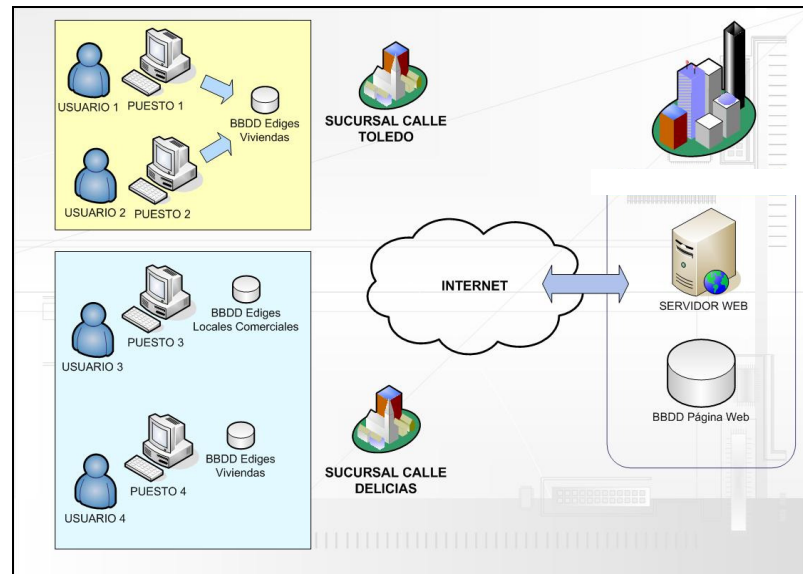 USUARIO 1
PUESTO 1
BBDD Ediges
Viviendas
USUARIO 2
PUESTO 2
SUCURSAL CALLE
TOLEDO
INTERNET
SERVIDOR WEB
BBDD Página Web
USUARIO 3
PUESTO 3
BBDD Ediges
Locales Comerciales
USUARIO 4
PUESTO 4
BBDD Ediges
Viviendas
SUCURSAL CALLE
DELICIAS